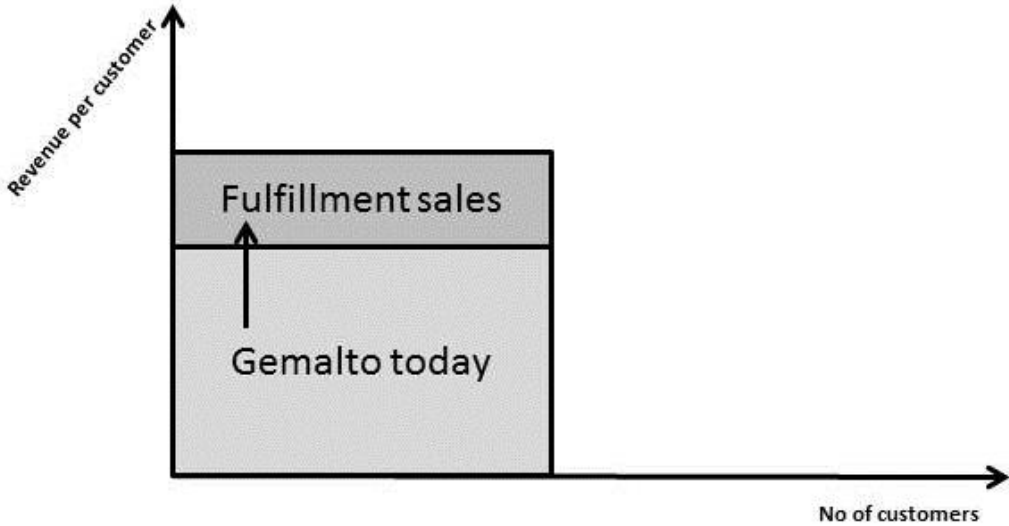 Revenue per customer
Fulfillment sales
Gemalto today
No of customers